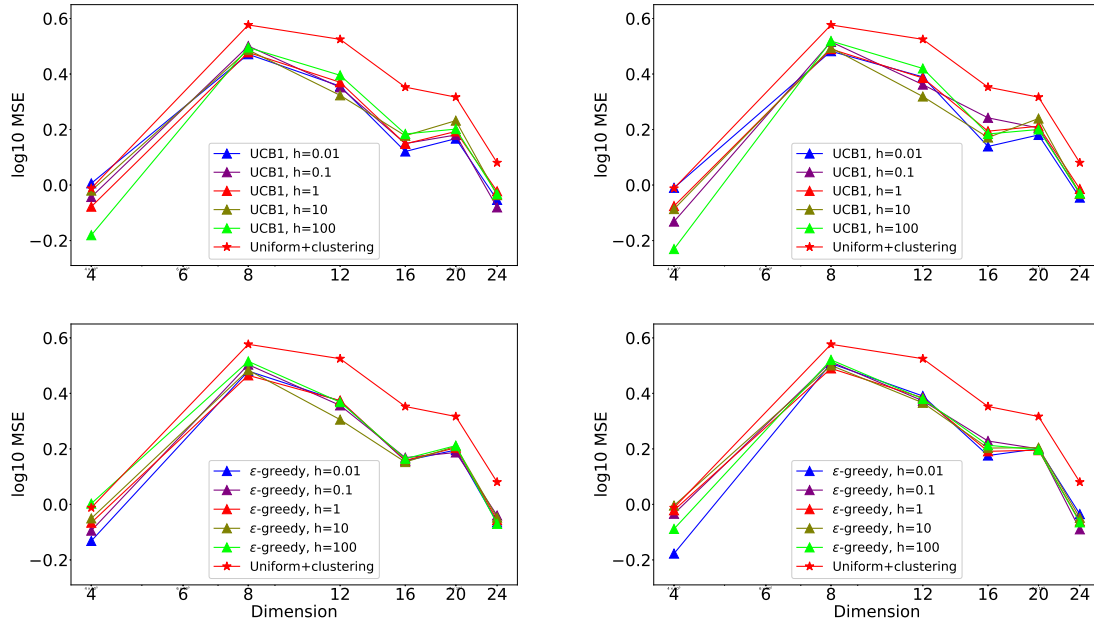 0.6
0.4
0.2
0.0
−0.2
log10 MSE
UCB1, h=0.01
UCB1, h=0.1
UCB1, h=1
UCB1, h=10
UCB1, h=100
Uniform+clustering
4 6 8 12 16 20 24
0.6
0.4
0.2
0.0
−0.2
log10 MSE
UCB1, h=0.01
UCB1, h=0.1
UCB1, h=1
UCB1, h=10
UCB1, h=100
Uniform+clustering
4 6 8 12 16 20 24
0.6
0.4
0.2
0.0
−0.2
log10 MSE
ε-greedy, h=0.01
ε-greedy, h=0.1
ε-greedy, h=1
ε-greedy, h=10
ε-greedy, h=100
Uniform+clustering
4 6 8 12 16 20 24
Dimension
0.6
0.4
0.2
0.0
−0.2
log10 MSE
ε-greedy, h=0.01
ε-greedy, h=0.1
ε-greedy, h=1
ε-greedy, h=10
ε-greedy, h=100
Uniform+clustering
4 6 8 12 16 20 24
Dimension